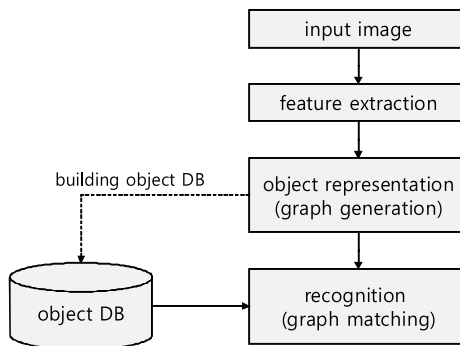 input image
feature extraction
building object DB
object representation
(graph generation)
object DB
recognition
(graph matching)